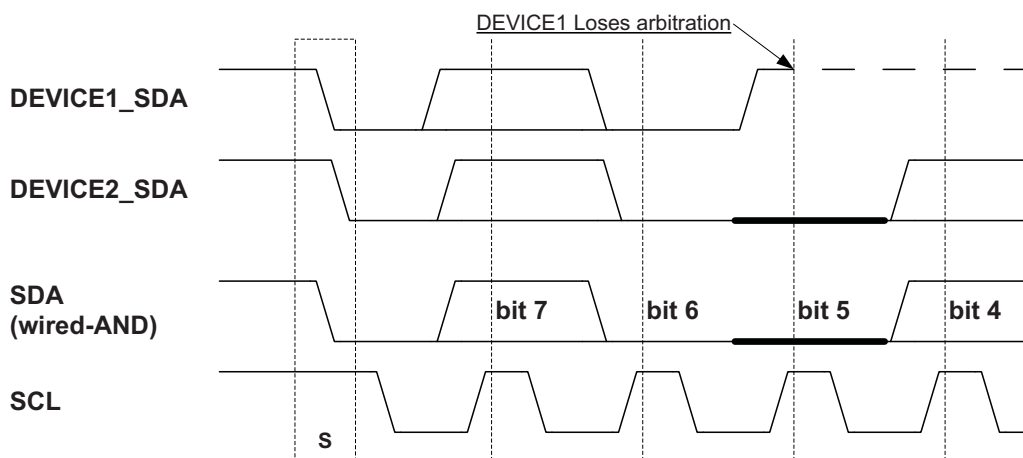 DEVICE1 Loses arbitration
DEVICE1_SDA
DEVICE2_SDA
SDA
(wired-AND)
bit 7
bit 6
bit 5
bit 4
SCL
S